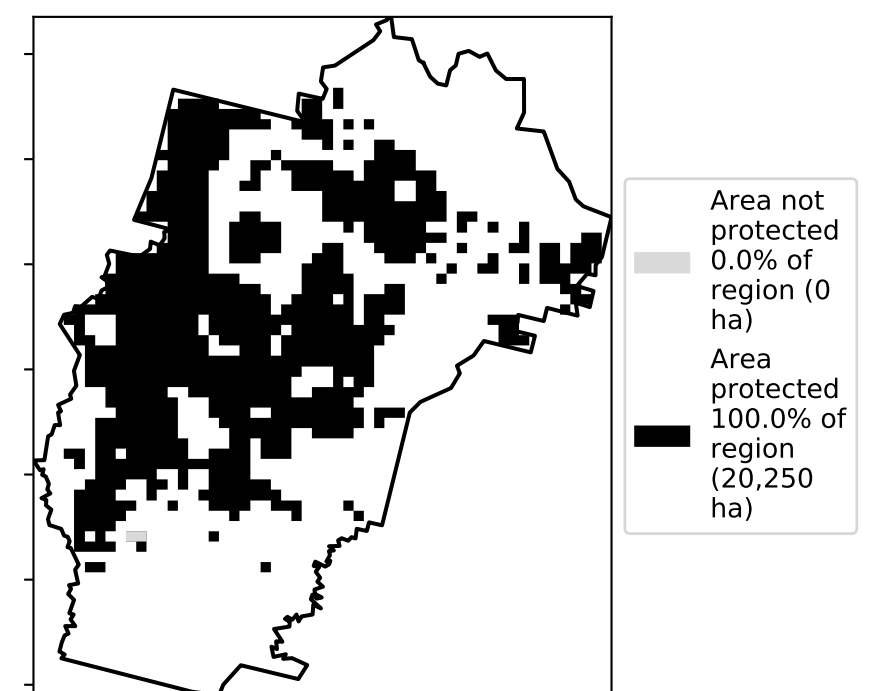 Area not
protected
0.0% of
region (0
ha)
Area
protected
100.0% of
region
(20,250
ha)